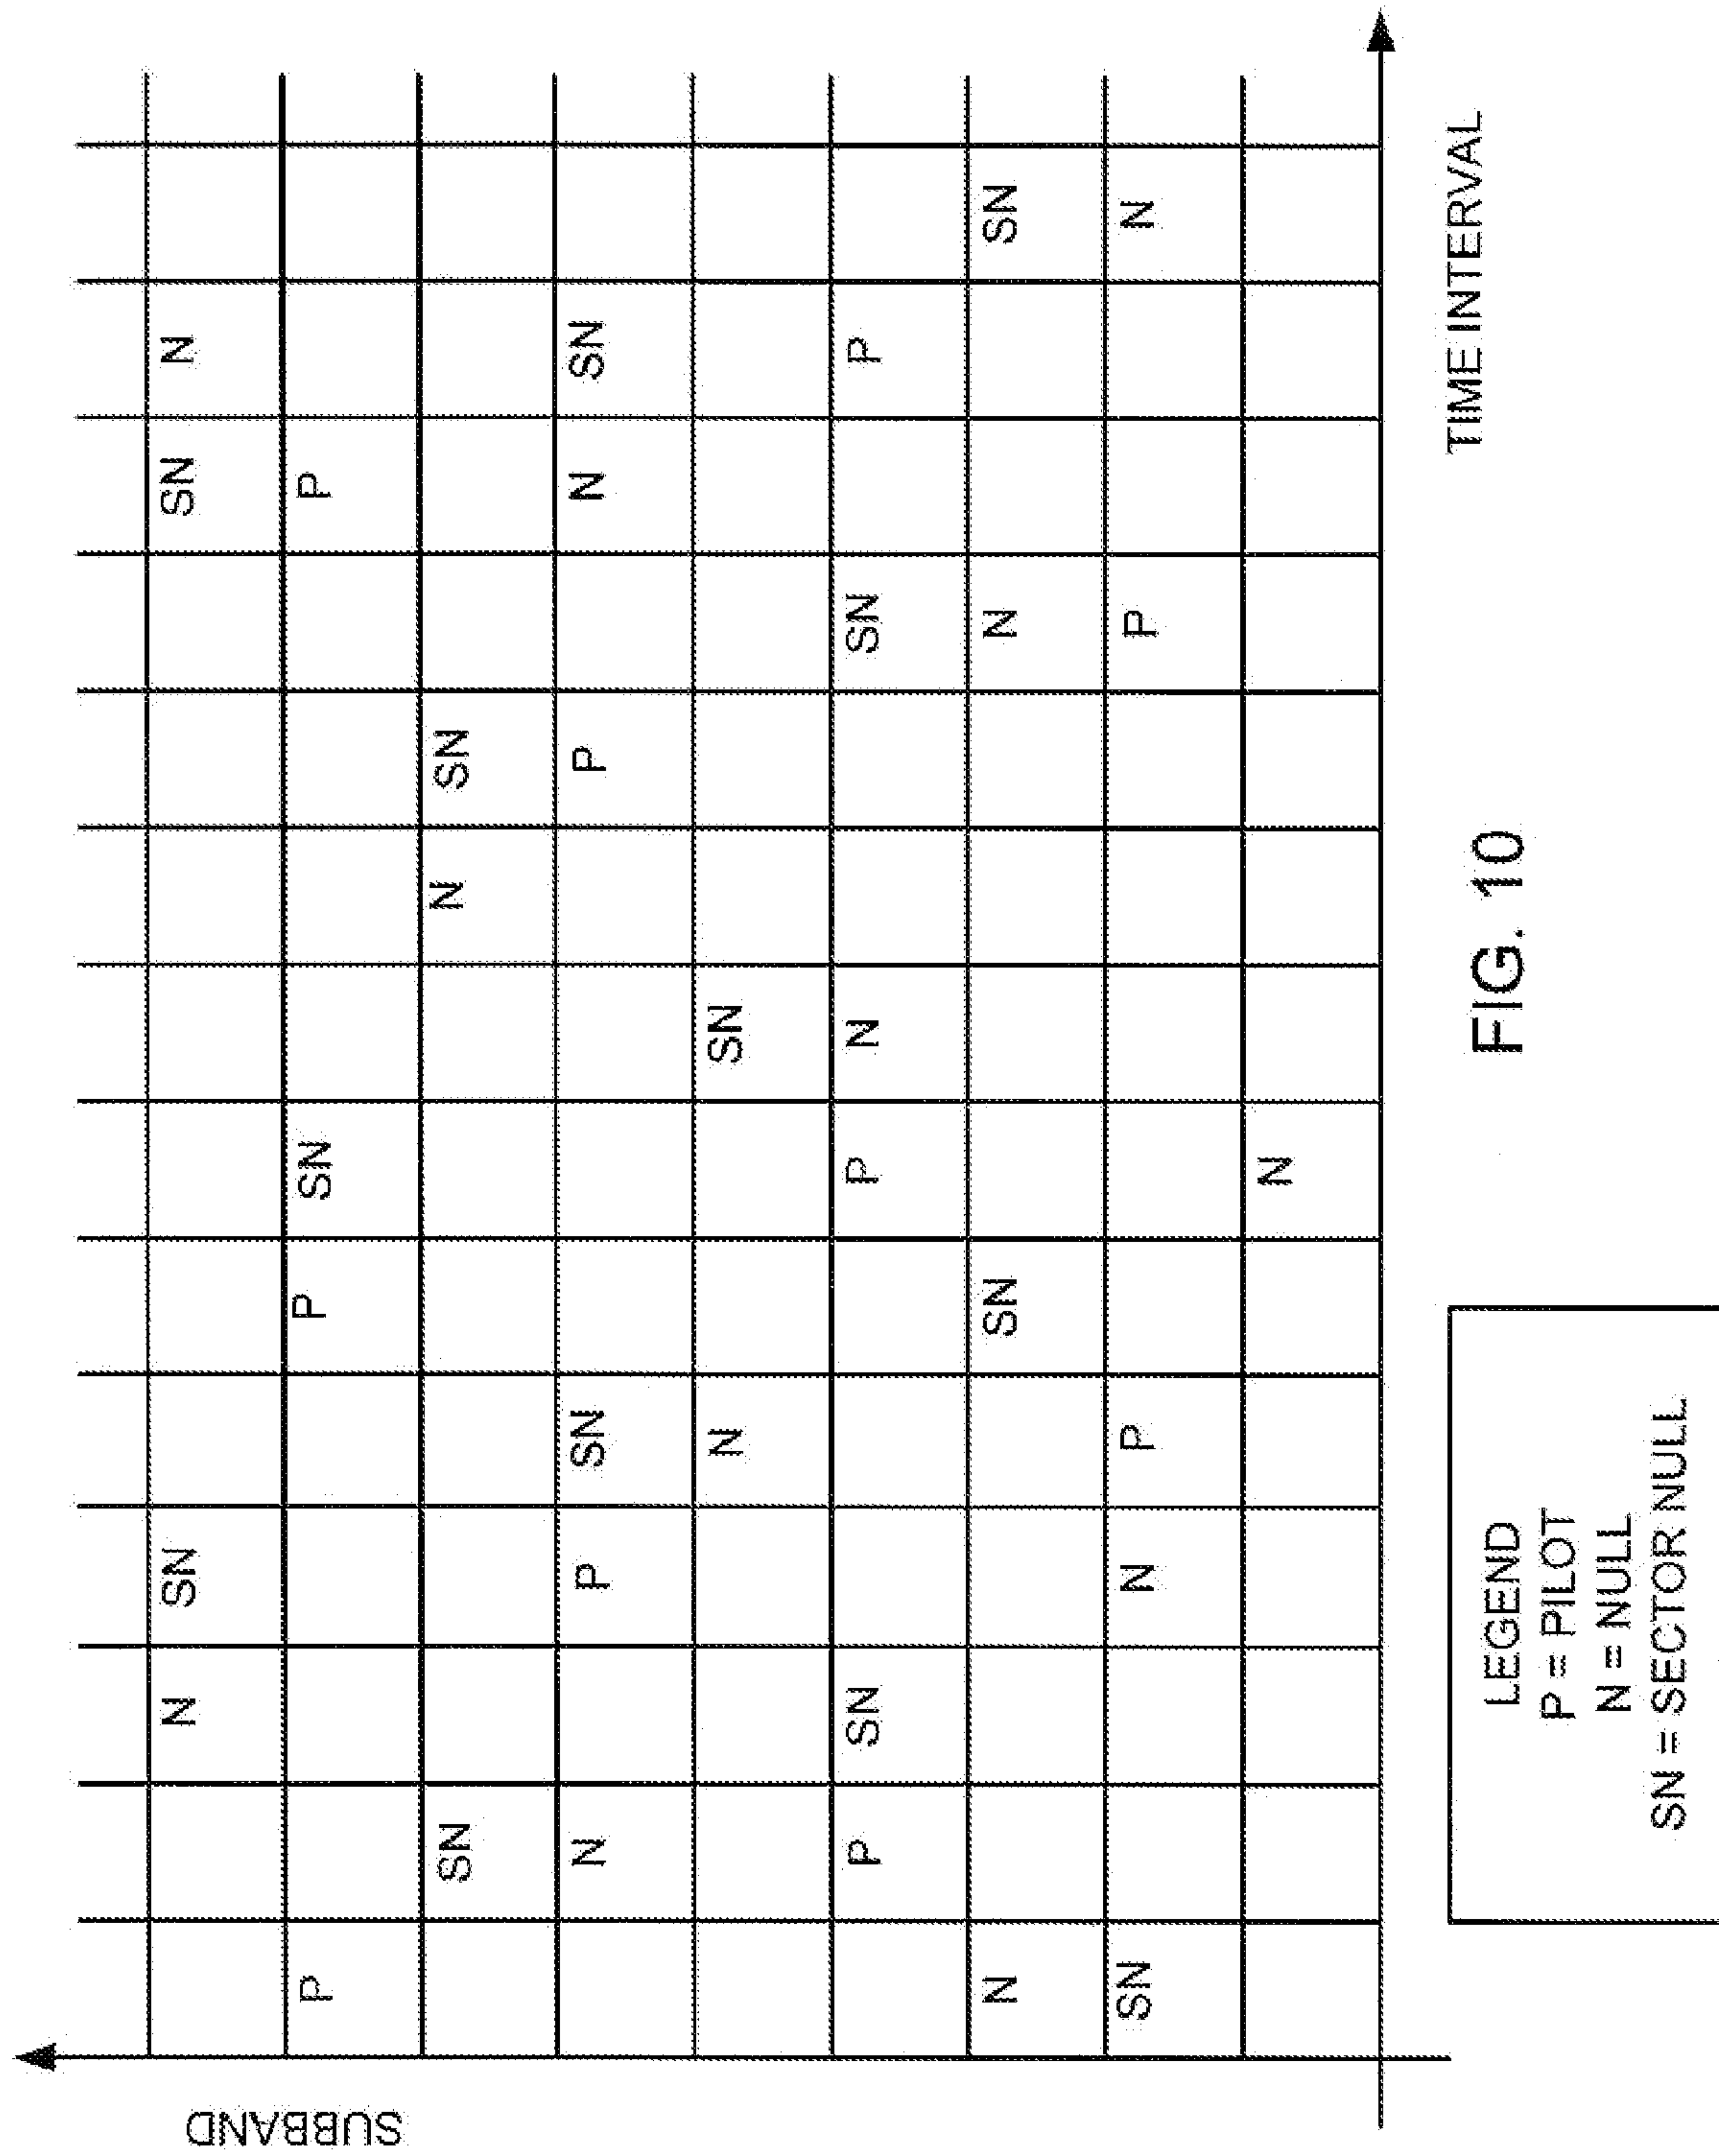 SUBBAND
N SN SN N
P P SN P
SN N SN
N P SN P N SN
N SN
P SN P N SN P
N SN N SN
SN N P P N
N
TIME INTERVAL
LEGEND
P = PILOT
N = NULL
SN = SECTOR NULL
FIG. 10